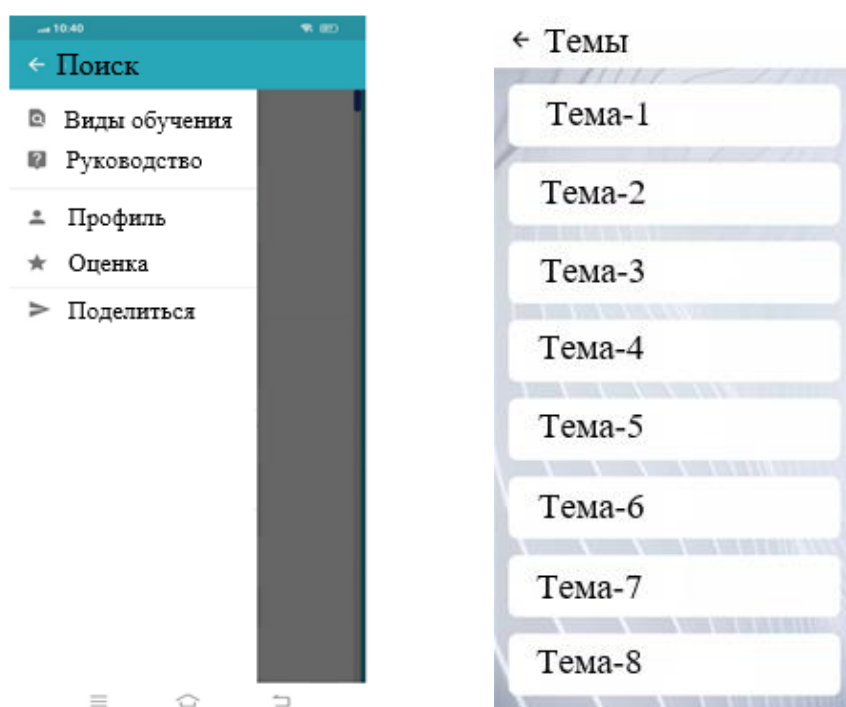 10:40
Поиск
Виды обучения
Руководство
Профиль
Оценка
Поделиться
Темы
Тема-1
Тема-2
Тема-3
Тема-4
Тема-5
Тема-6
Тема-7
Тема-8